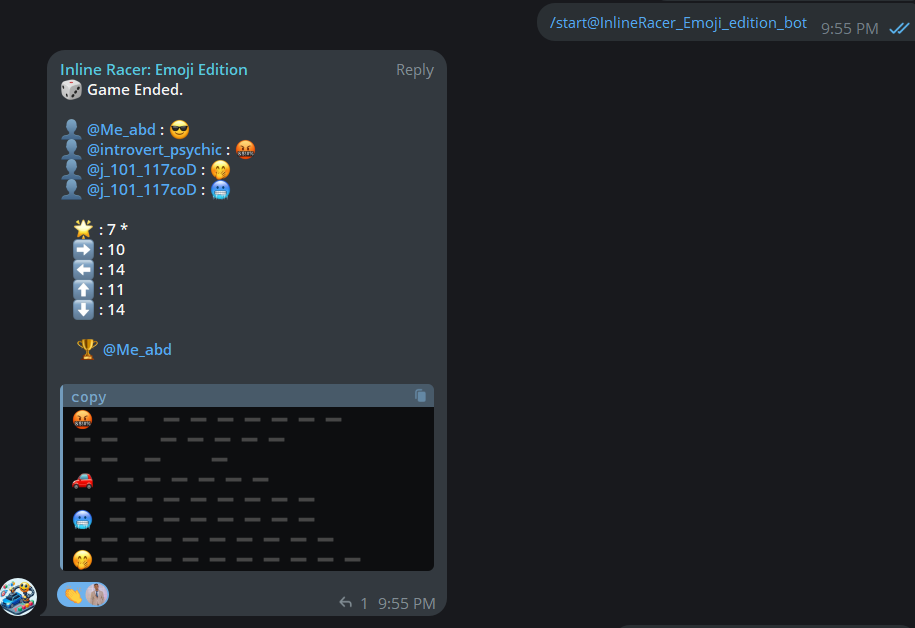 /start@InlineRacer_Emoji_edition_bot 9:55 PM
Inline Racer: Emoji Edition Reply
🎲 Game Ended.
👤 @Me_abd : 😎
👤 @introvert_psychic : 🤬
👤 @j_101_117coD : 🤭
👤 @j_101_117coD : 🥶
🌟 : 7 *
➡️ : 10
⬅️ : 14
⬆️ : 11
⬇️ : 14
🏆 @Me_abd
copy
1 9:55 PM